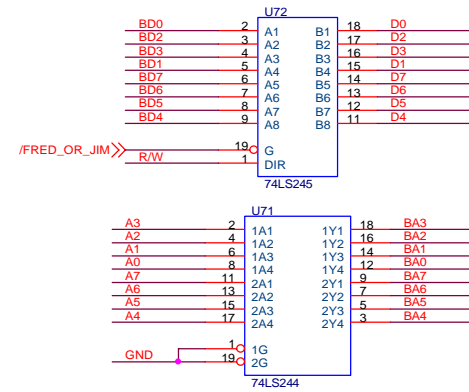 U72
BD0 2 A1 B1 18 D0
BD2 3 A2 B2 17 D2
BD3 4 A3 B3 16 D3
BD1 5 A4 B4 15 D1
BD7 6 A5 B5 14 D7
BD6 7 A6 B6 13 D6
BD5 8 A7 B7 12 D5
BD4 9 A8 B8 11 D4
/FRED_OR_JIM 19 G
R/W 1 DIR
74LS245
U71
A3 2 1A1 1Y1 18 BA3
A2 4 1A2 1Y2 16 BA2
A1 6 1A3 1Y3 14 BA1
A0 8 1A4 1Y4 12 BA0
A7 11 2A1 2Y1 9 BA7
A6 13 2A2 2Y2 7 BA6
A5 15 2A3 2Y3 5 BA5
A4 17 2A4 2Y4 3 BA4
1 1G
GND 19 2G
74LS244